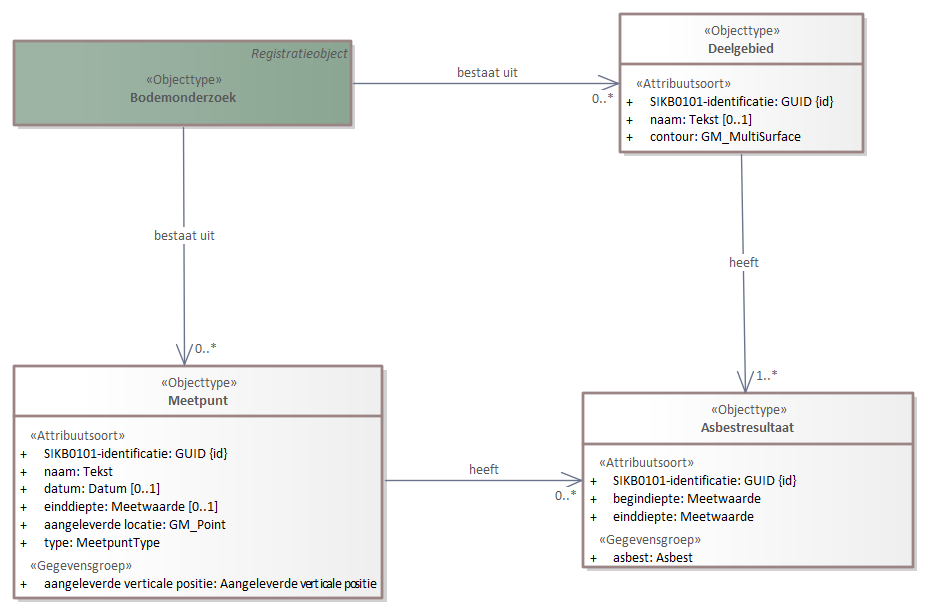 Registratieobject
«Objecttype»
Bodemonderzoek
bestaat uit
0..*
«Objecttype»
Deelgebied
«Attribuutsoort»
+ SIKB0101-identificatie: GUID {id}
+ naam: Tekst [0..1]
+ contour: GM_MultiSurface
bestaat uit
0..*
heeft
1..*
«Objecttype»
Meetpunt
«Attribuutsoort»
+ SIKB0101-identificatie: GUID {id}
+ naam: Tekst
+ datum: Datum [0..1]
+ einddiepte: Meetwaarde [0..1]
+ aangeleverde locatie: GM_Point
+ type: MeetpuntType
«Gegevensgroep»
+ aangeleverde verticale positie: Aangeleverde verticale positie
heeft
0..*
«Objecttype»
Asbestresultaat
«Attribuutsoort»
+ SIKB0101-identificatie: GUID {id}
+ begindiepte: Meetwaarde
+ einddiepte: Meetwaarde
«Gegevensgroep»
+ asbest: Asbest